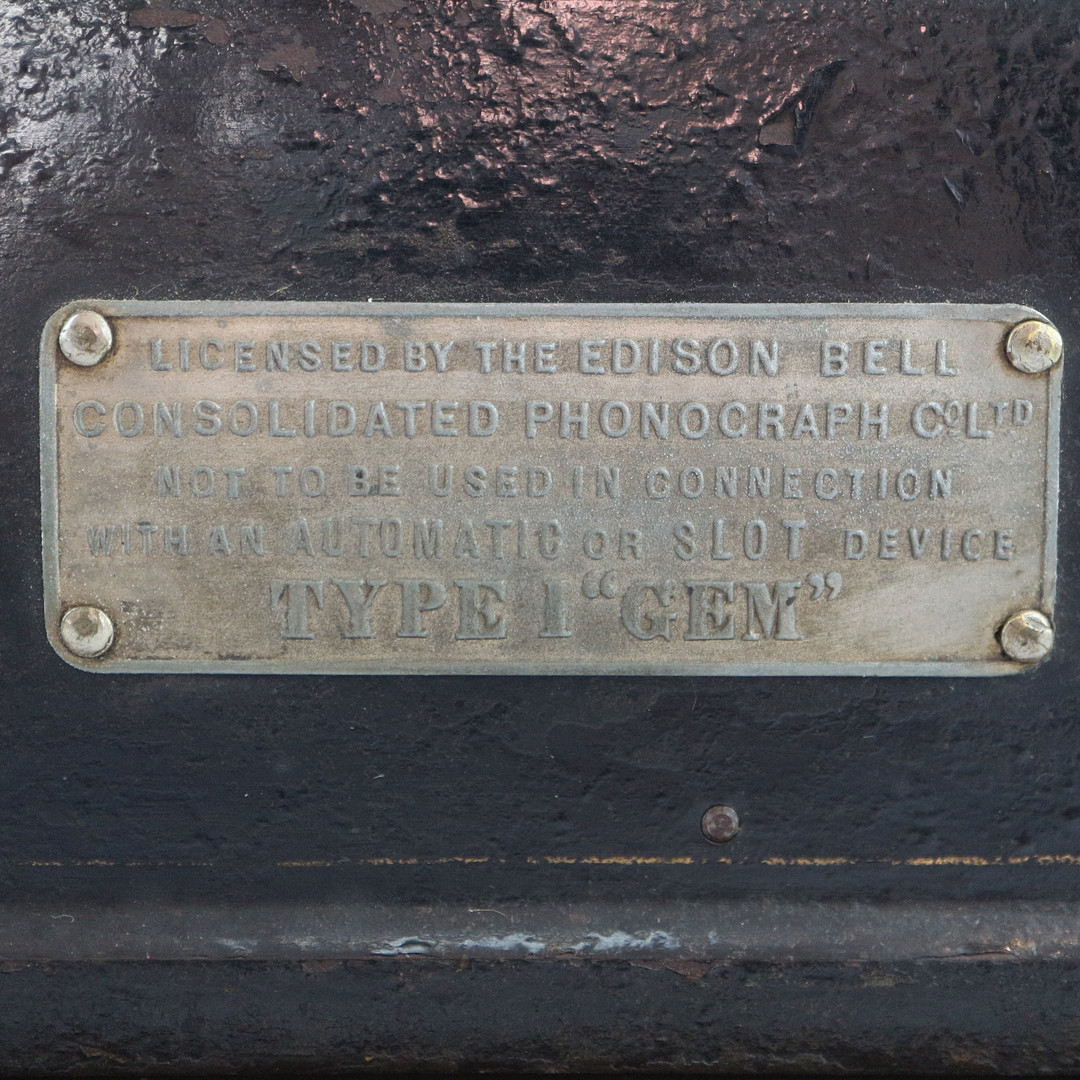 LICENSED BY THE EDISON BELL
CONSOLIDATED PHONOGRAPH Cº LTD
NOT TO BE USED IN CONNECTION
WITH AN AUTOMATIC OR SLOT DEVICE
TYPE 1 “GEM”